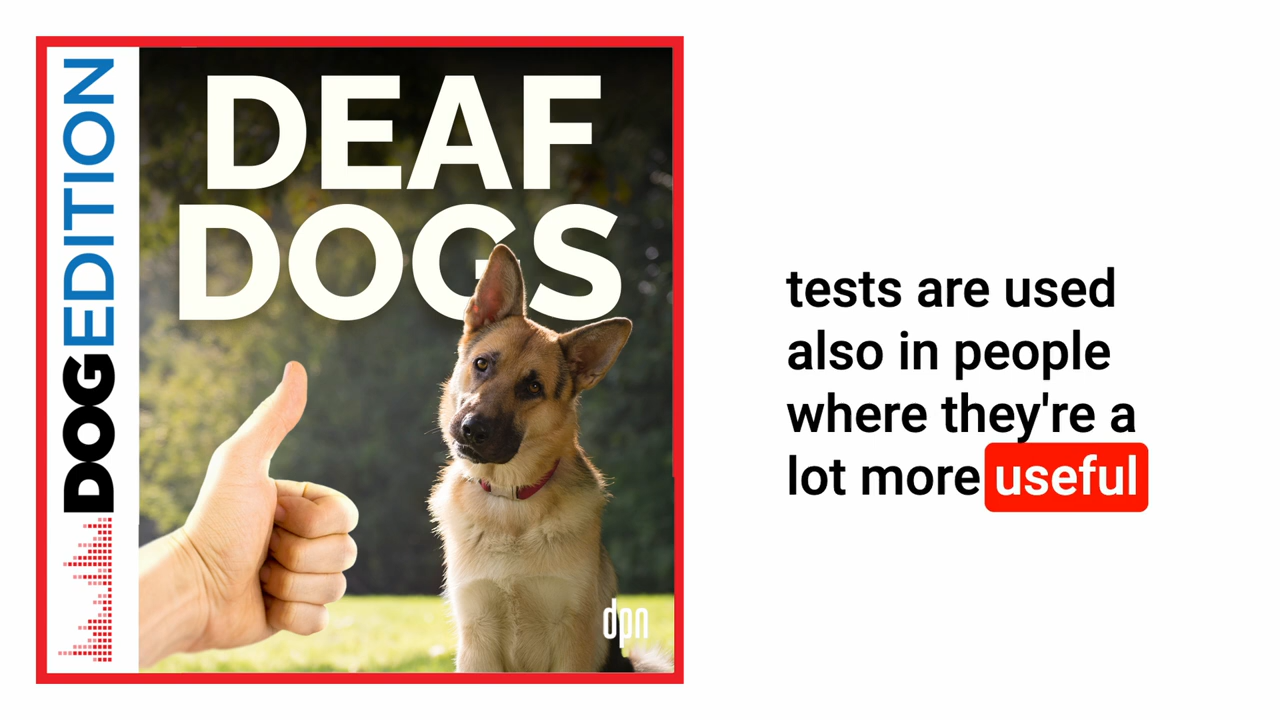 DOGEDITION
DEAF
DOGS
dpn
tests are used
also in people
where they're a
lot more useful